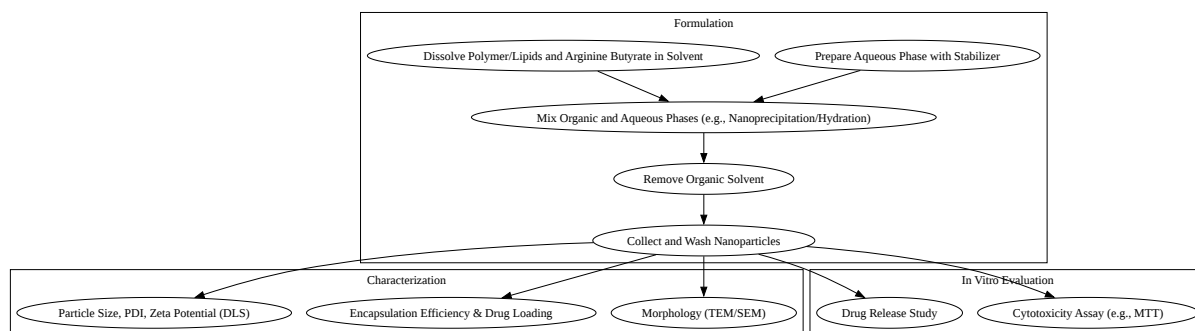 Formulation
Dissolve Polymer/Lipids and Arginine Butyrate in Solvent
Prepare Aqueous Phase with Stabilizer
Mix Organic and Aqueous Phases (e.g., Nanoprecipitation/Hydration)
Remove Organic Solvent
Collect and Wash Nanoparticles
Characterization
In Vitro Evaluation
Particle Size, PDI, Zeta Potential (DLS)
Encapsulation Efficiency & Drug Loading
Morphology (TEM/SEM)
Drug Release Study
Cytotoxicity Assay (e.g., MTT)